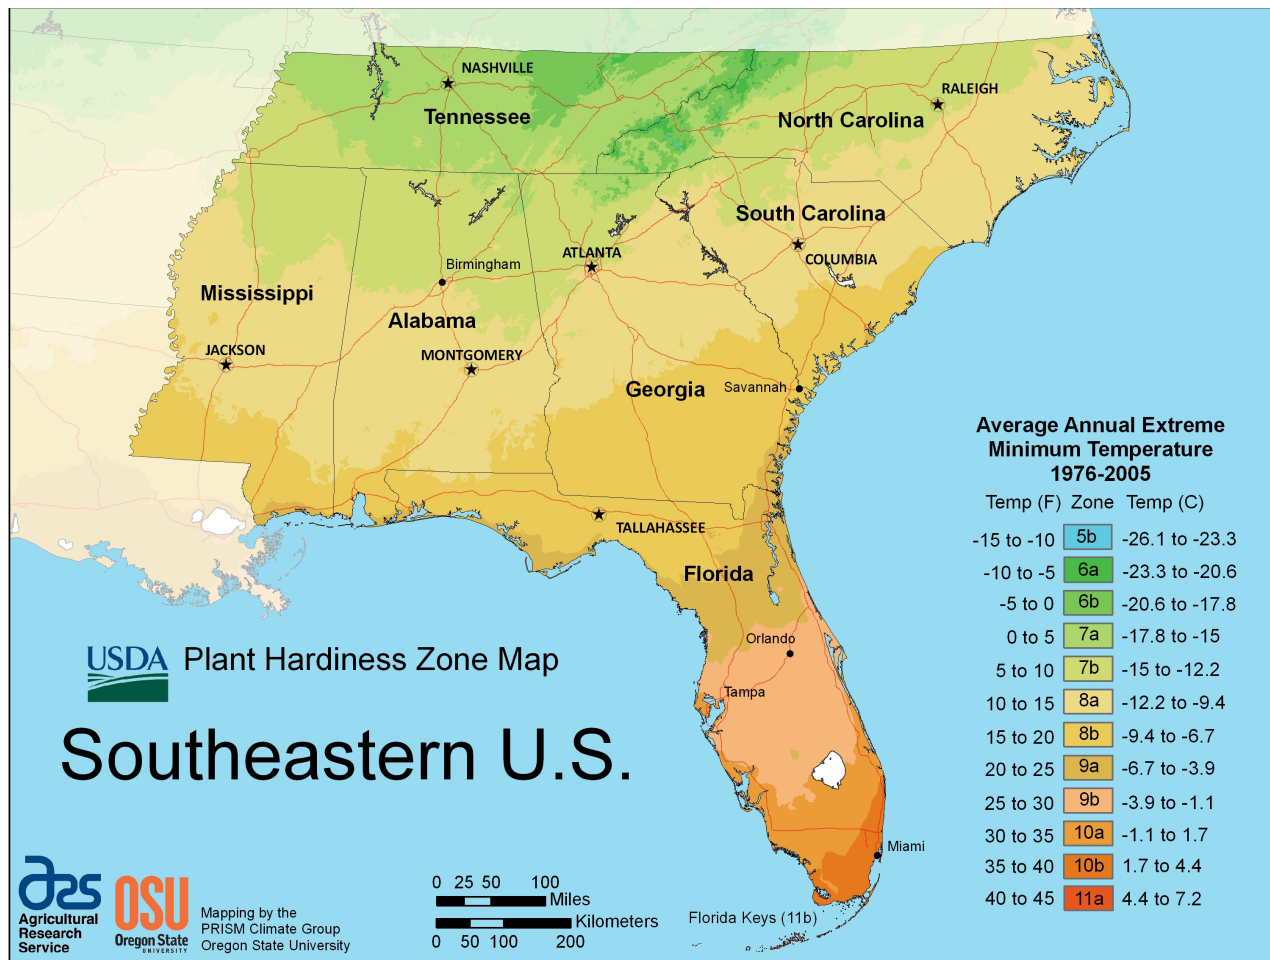 NASHVILLE
Tennessee
RALEIGH
North Carolina
South Carolina
COLUMBIA
ATLANTA
Birmingham
Mississippi
Alabama
JACKSON
MONTGOMERY
Georgia
Savannah
TALLAHASSEE
Florida
Orlando
Tampa
Miami
Florida Keys (11b)
Average Annual Extreme
Minimum Temperature
1976-2005
Temp (F) Zone Temp (C)
-15 to -10 5b -26.1 to -23.3
-10 to -5 6a -23.3 to -20.6
-5 to 0 6b -20.6 to -17.8
0 to 5 7a -17.8 to -15
5 to 10 7b -15 to -12.2
10 to 15 8a -12.2 to -9.4
15 to 20 8b -9.4 to -6.7
20 to 25 9a -6.7 to -3.9
25 to 30 9b -3.9 to -1.1
30 to 35 10a -1.1 to 1.7
35 to 40 10b 1.7 to 4.4
40 to 45 11a 4.4 to 7.2
USDA Plant Hardiness Zone Map
Southeastern U.S.
ars
Agricultural
Research
Service
OSU
Oregon State
UNIVERSITY
Mapping by the
PRISM Climate Group
Oregon State University
0 25 50 100
Miles
Kilometers
0 50 100 200